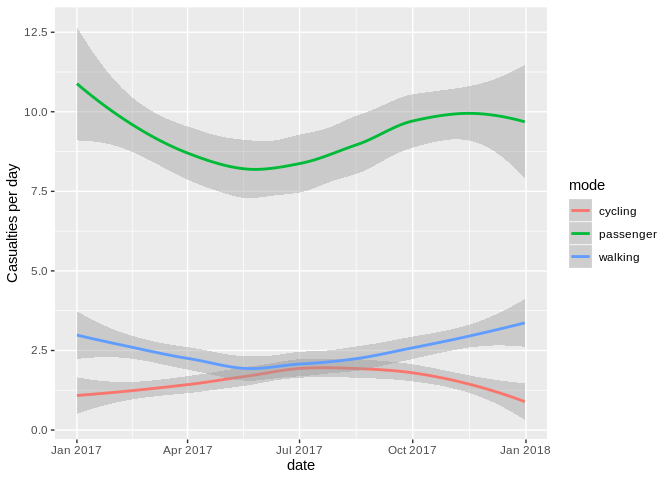 12.5
10.0
7.5
5.0
2.5
0.0
Casualties per day
Jan 2017 Apr 2017 Jul 2017 Oct 2017 Jan 2018
date
mode
cycling
passenger
walking